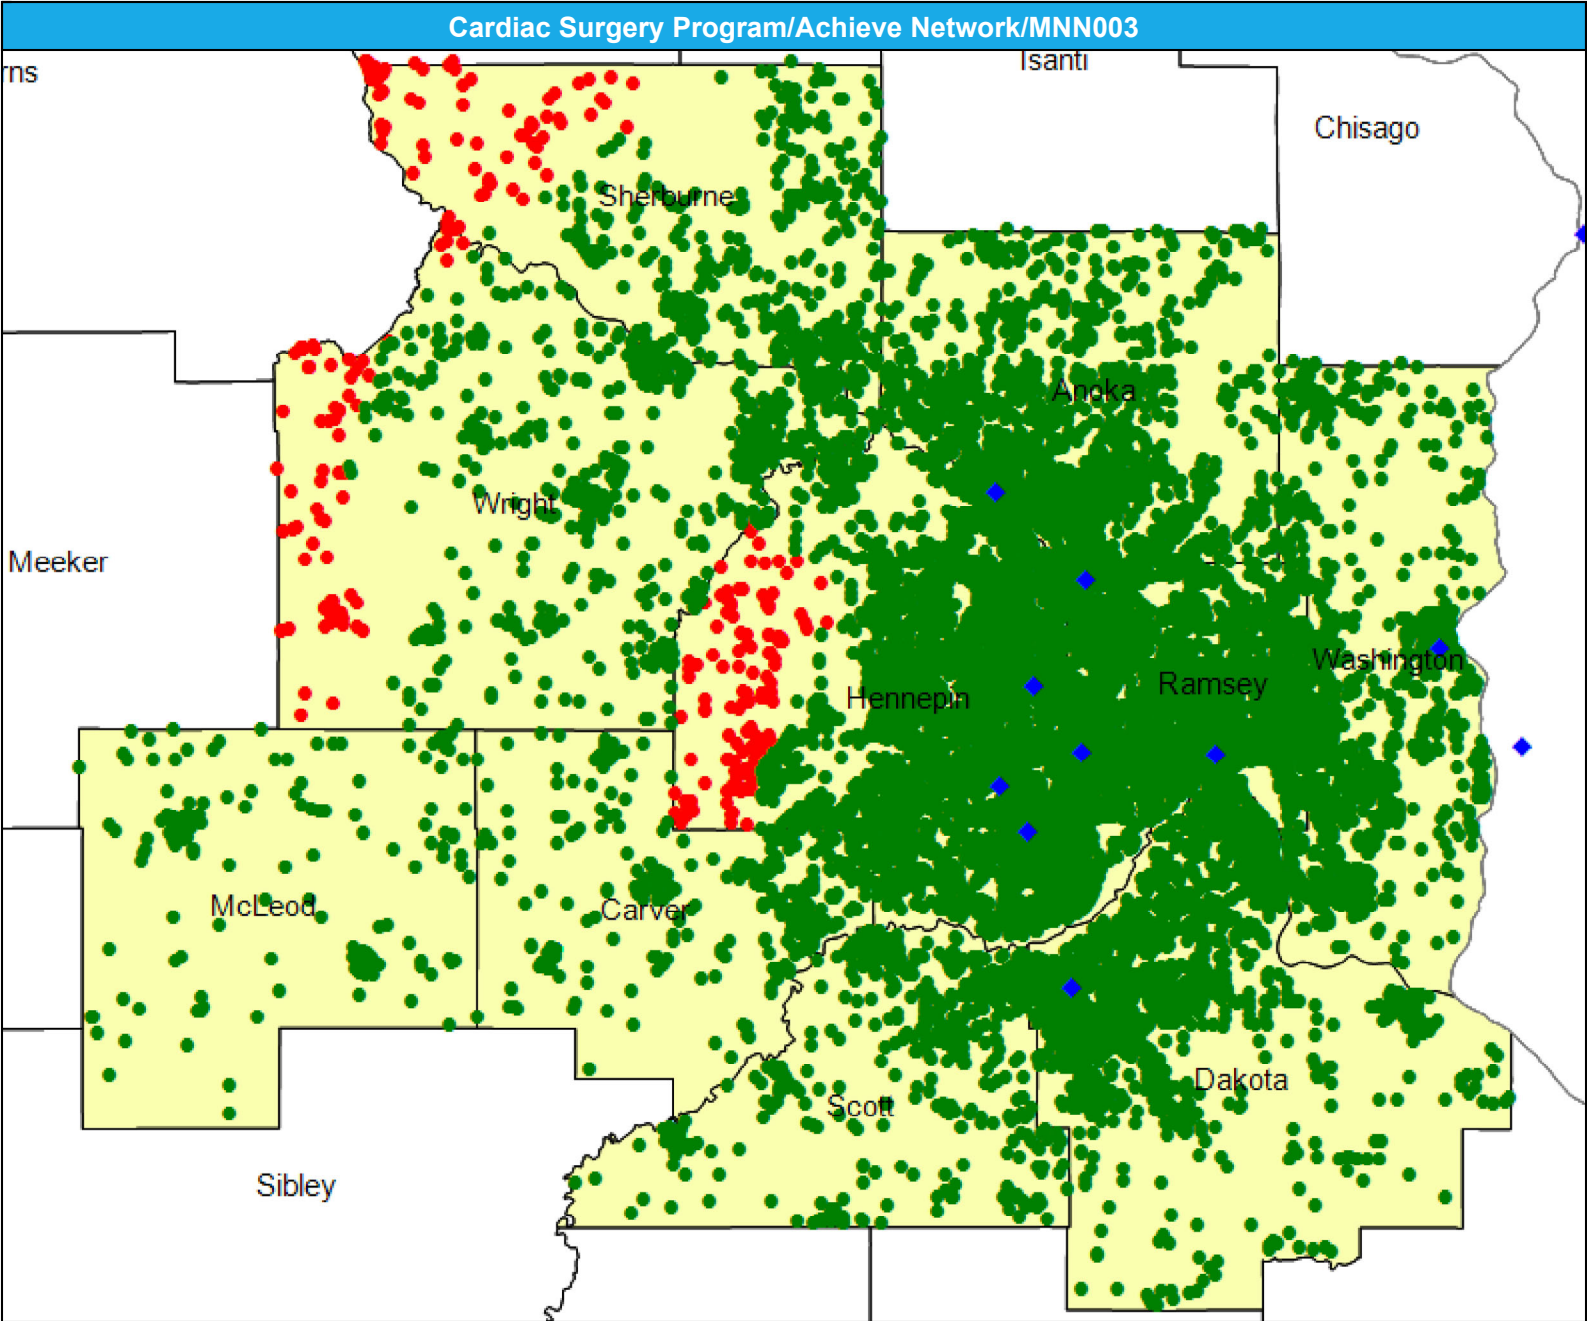 Cardiac Surgery Program/Achieve Network/MNN003
Isanti
rns
Chisago
Sherburne
Anoka
Wright
Meeker
Washington
Ramsey
Hennepin
McLeod
Carver
Dakota
Scott
Sibley